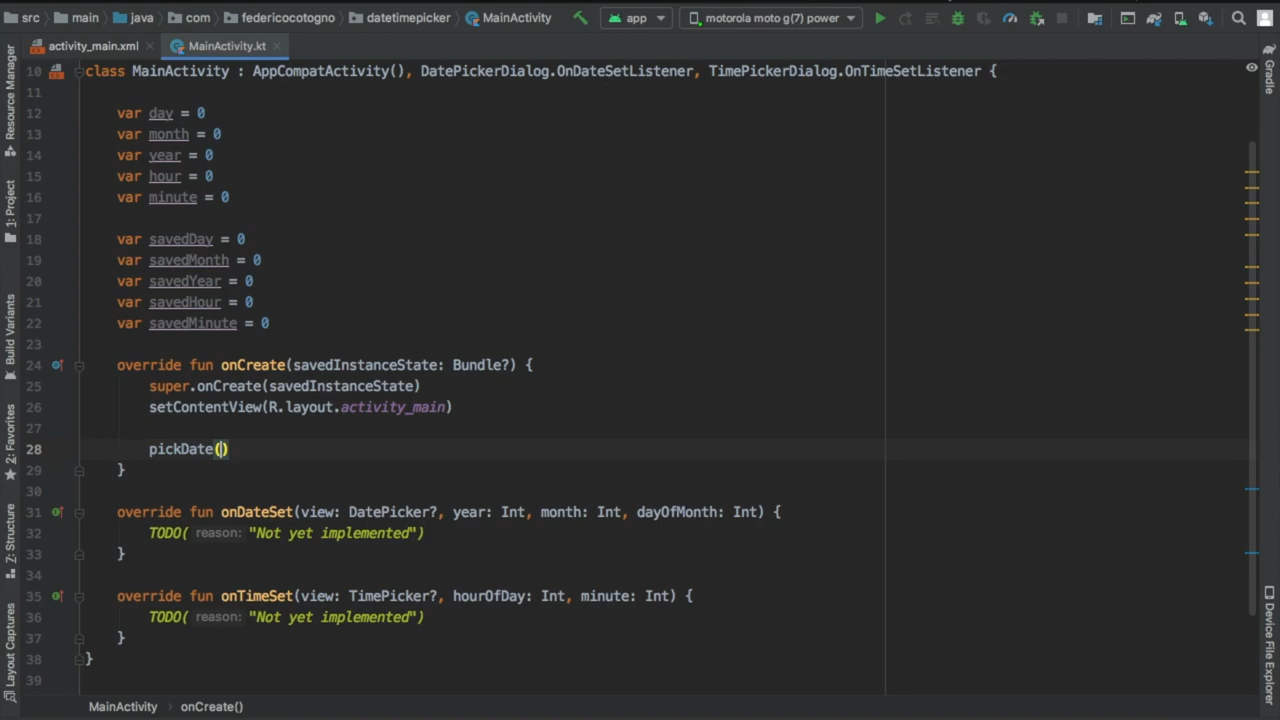 src main java com federicocotogno datetimepicker MainActivity app motorola moto g(7) power
activity_main.xml MainActivity.kt
10 class MainActivity : AppCompatActivity(), DatePickerDialog.OnDateSetListener, TimePickerDialog.OnTimeSetListener {
11
12 var day = 0
13 var month = 0
14 var year = 0
15 var hour = 0
16 var minute = 0
17
18 var savedDay = 0
19 var savedMonth = 0
20 var savedYear = 0
21 var savedHour = 0
22 var savedMinute = 0
23
24 override fun onCreate(savedInstanceState: Bundle?) {
25 super.onCreate(savedInstanceState)
26 setContentView(R.layout.activity_main)
27
28 pickDate()
29 }
30
31 override fun onDateSet(view: DatePicker?, year: Int, month: Int, dayOfMonth: Int) {
32 TODO( reason: "Not yet implemented")
33 }
34
35 override fun onTimeSet(view: TimePicker?, hourOfDay: Int, minute: Int) {
36 TODO( reason: "Not yet implemented")
37 }
38 }
39
MainActivity onCreate()
Resource Manager
1: Project
Build Variants
2: Favorites
Z: Structure
Layout Captures
Gradle
Device File Explorer